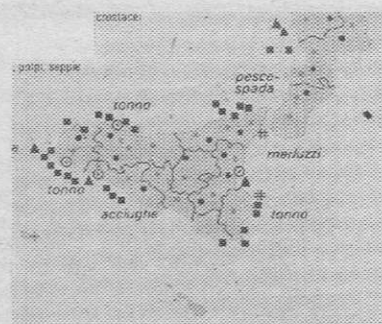 crostacei
polpi, seppie
pesce-
spada
tonno
merluzzi
tonno
acciughe
tonno